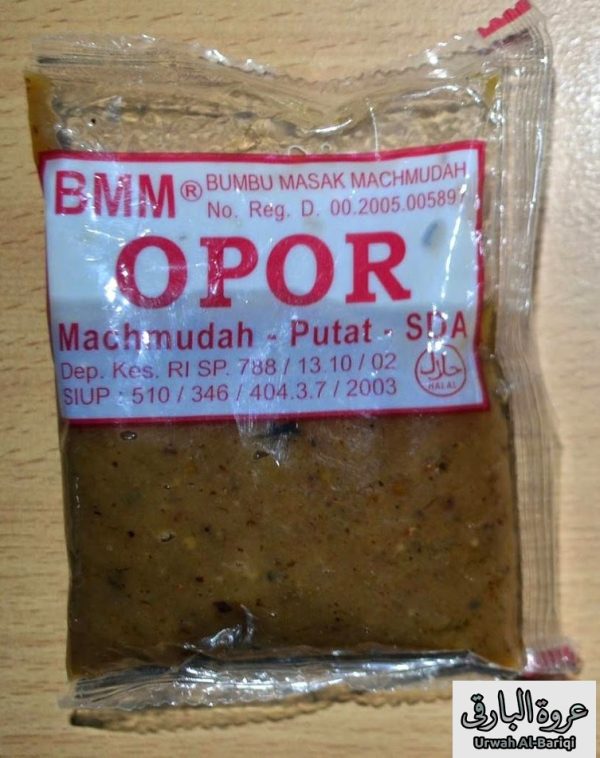 BMM® BUMBU MASAK MACHMUDAH
No. Reg. D. 00.2005.00589
OPOR
Machmudah - Putat - SDA
Dep. Kes. RI SP. 788 / 13.10 / 02
SIUP : 510 / 346 / 404.3.7 / 2003
حلال
HALAL
عروة البارقي
Urwah Al-Bariqi